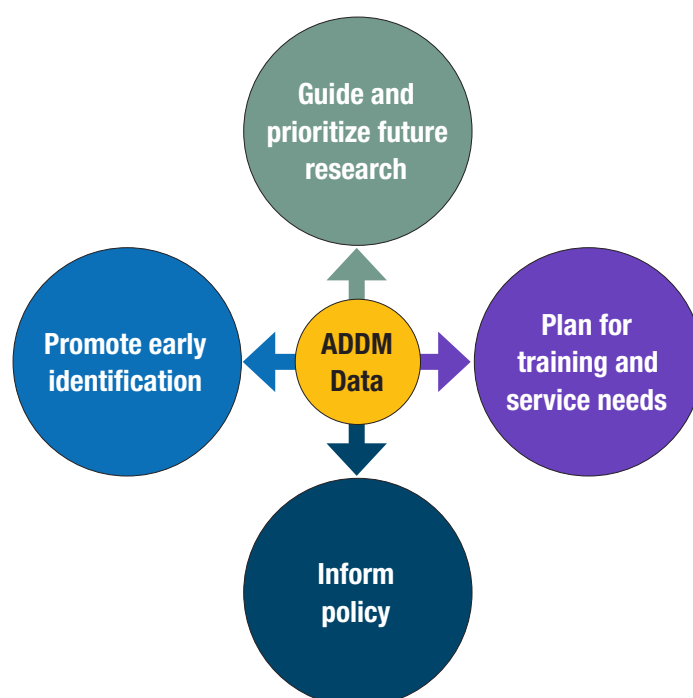 Guide and
prioritize future
research
Promote early
identification
ADDM
Data
Plan for
training and
service needs
Inform
policy